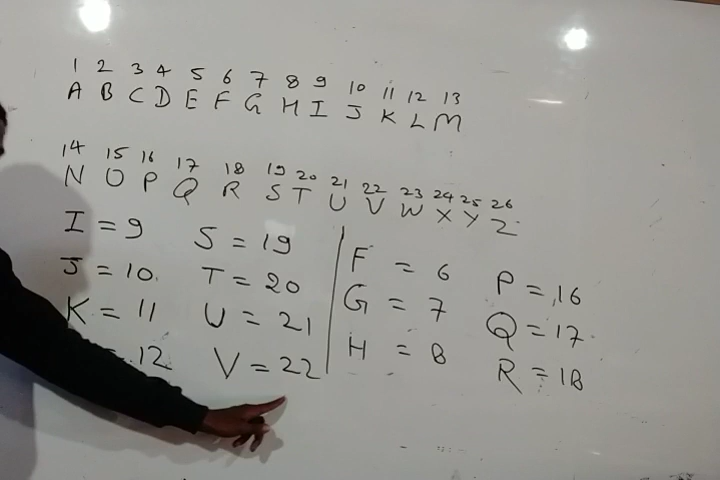 1 2 3 4 5 6 7 8 9 10 11 12 13
A B C D E F G H I J K L M
14 15 16 17 18 19 20 21 22 23 24 25 26
N O P Q R S T U V W X Y Z
I = 9 S = 19 F = 6 P = 16
J = 10 T = 20 G = 7 Q = 17
K = 11 U = 21 H = 8 R = 18
= 12 V = 22